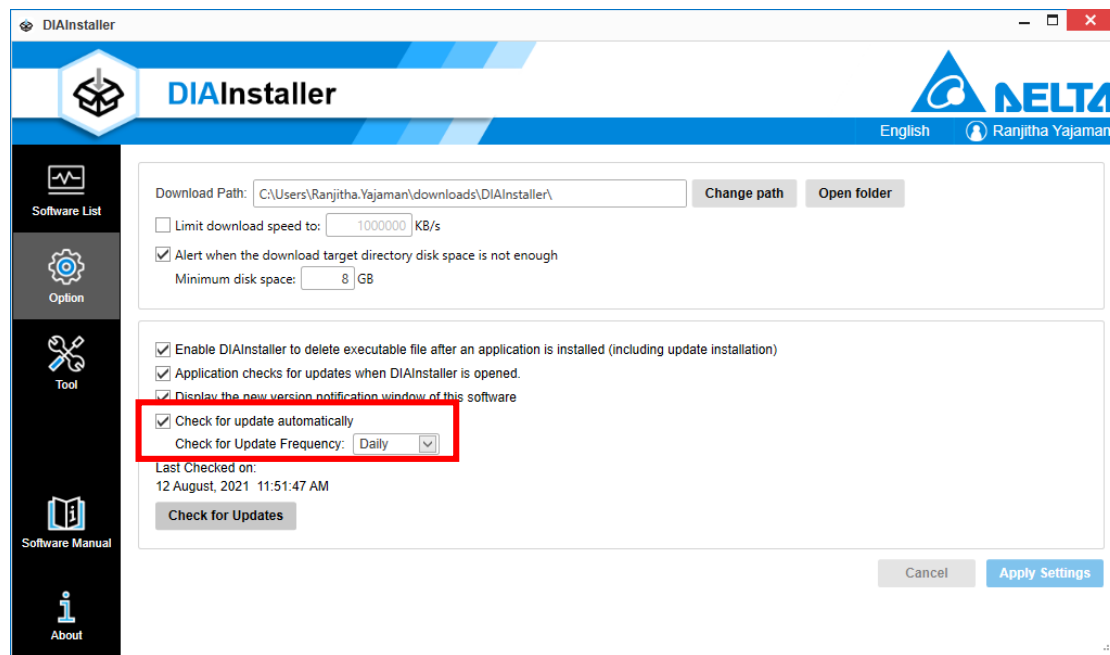 DIAInstaller
DIAInstaller
DELTA
English
Ranjitha Yajaman
Software List
Option
Tool
Software Manual
About
Download Path: C:\Users\Ranjitha.Yajaman\downloads\DIAInstaller\ Change path Open folder
Limit download speed to: 1000000 KB/s
Alert when the download target directory disk space is not enough
Minimum disk space: 8 GB
Enable DIAInstaller to delete executable file after an application is installed (including update installation)
Application checks for updates when DIAInstaller is opened.
Display the new version notification window of this software
Check for update automatically
Check for Update Frequency: Daily
Last Checked on:
12 August, 2021 11:51:47 AM
Check for Updates
Cancel Apply Settings